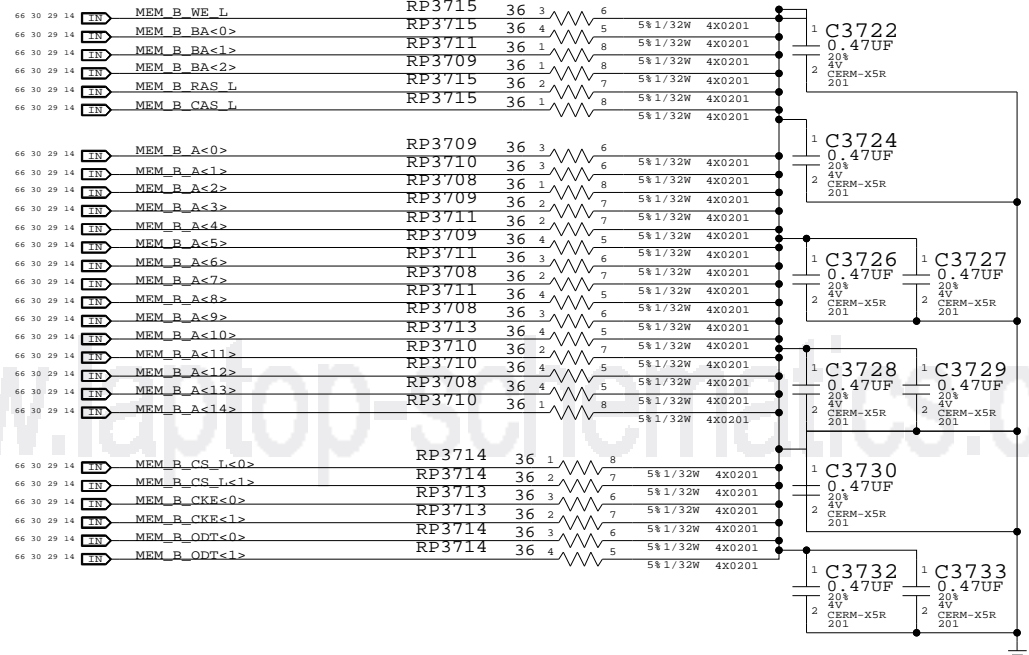 66 30 29 14 IN MEM_B_WE_L RP3715 36 3 6 5% 1/32W 4X0201
66 30 29 14 IN MEM_B_BA<0> RP3715 36 4 5 5% 1/32W 4X0201
66 30 29 14 IN MEM_B_BA<1> RP3711 36 1 8 5% 1/32W 4X0201
66 30 29 14 IN MEM_B_BA<2> RP3709 36 1 8 5% 1/32W 4X0201
66 30 29 14 IN MEM_B_RAS_L RP3715 36 2 7 5% 1/32W 4X0201
66 30 29 14 IN MEM_B_CAS_L RP3715 36 1 8 5% 1/32W 4X0201
66 30 29 14 IN MEM_B_A<0> RP3709 36 3 6 5% 1/32W 4X0201
66 30 29 14 IN MEM_B_A<1> RP3710 36 3 6 5% 1/32W 4X0201
66 30 29 14 IN MEM_B_A<2> RP3708 36 1 8 5% 1/32W 4X0201
66 30 29 14 IN MEM_B_A<3> RP3709 36 2 7 5% 1/32W 4X0201
66 30 29 14 IN MEM_B_A<4> RP3711 36 2 7 5% 1/32W 4X0201
66 30 29 14 IN MEM_B_A<5> RP3709 36 4 5 5% 1/32W 4X0201
66 30 29 14 IN MEM_B_A<6> RP3711 36 3 6 5% 1/32W 4X0201
66 30 29 14 IN MEM_B_A<7> RP3708 36 2 7 5% 1/32W 4X0201
66 30 29 14 IN MEM_B_A<8> RP3711 36 4 5 5% 1/32W 4X0201
66 30 29 14 IN MEM_B_A<9> RP3708 36 3 6 5% 1/32W 4X0201
66 30 29 14 IN MEM_B_A<10> RP3713 36 4 5 5% 1/32W 4X0201
66 30 29 14 IN MEM_B_A<11> RP3710 36 2 7 5% 1/32W 4X0201
66 30 29 14 IN MEM_B_A<12> RP3710 36 4 5 5% 1/32W 4X0201
66 30 29 14 IN MEM_B_A<13> RP3708 36 4 5 5% 1/32W 4X0201
66 30 29 14 IN MEM_B_A<14> RP3710 36 1 8 5% 1/32W 4X0201
66 30 29 14 IN MEM_B_CS_L<0> RP3714 36 1 8 5% 1/32W 4X0201
66 30 29 14 IN MEM_B_CS_L<1> RP3714 36 2 7 5% 1/32W 4X0201
66 30 29 14 IN MEM_B_CKE<0> RP3713 36 3 6 5% 1/32W 4X0201
66 30 29 14 IN MEM_B_CKE<1> RP3713 36 2 7 5% 1/32W 4X0201
66 30 29 14 IN MEM_B_ODT<0> RP3714 36 3 6 5% 1/32W 4X0201
66 30 29 14 IN MEM_B_ODT<1> RP3714 36 4 5 5% 1/32W 4X0201
1 C3722
0.47UF
20%
4V
2 CERM-X5R
201
1 C3724
0.47UF
20%
4V
2 CERM-X5R
201
1 C3726 1 C3727
0.47UF 0.47UF
20% 20%
4V 4V
2 CERM-X5R 2 CERM-X5R
201 201
1 C3728 1 C3729
0.47UF 0.47UF
20% 20%
4V 4V
2 CERM-X5R 2 CERM-X5R
201 201
1 C3730
0.47UF
20%
4V
2 CERM-X5R
201
1 C3732 1 C3733
0.47UF 0.47UF
20% 20%
4V 4V
2 CERM-X5R 2 CERM-X5R
201 201
w.laptop-schematics.c